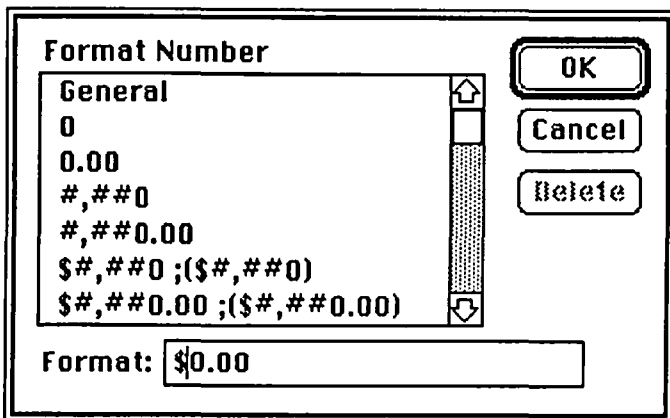 Format Number
General
0
0.00
#,##0
#,##0.00
$#,##0 ;($#,##0)
$#,##0.00 ;($#,##0.00)
Format: $0.00
OK
Cancel
Delete